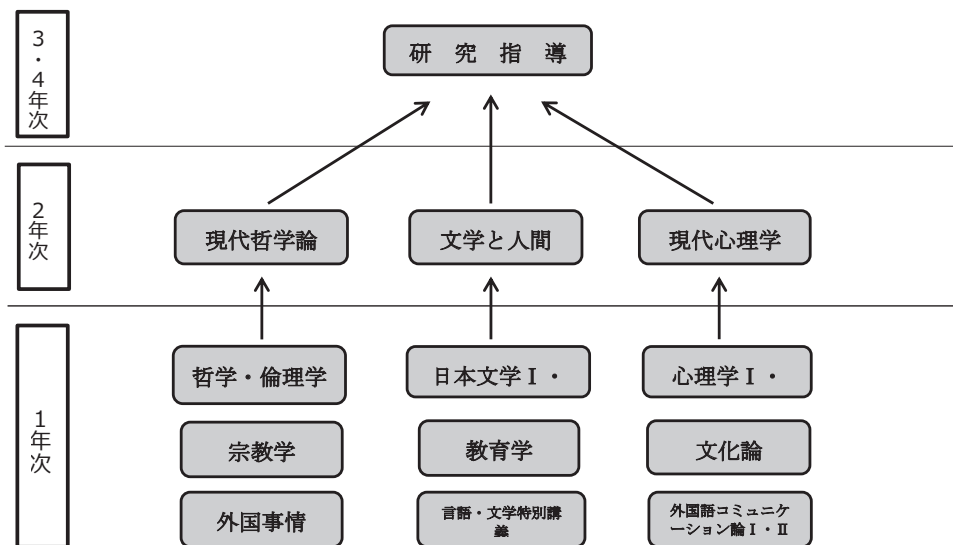 3・4年次
研究指導
2年次
現代哲学論
文学と人間
現代心理学
1年次
哲学・倫理学
日本文学Ⅰ・
心理学Ⅰ・
宗教学
教育学
文化論
外国事情
言語・文学特別講
義
外国語コミュニケ
ーション論Ⅰ・Ⅱ